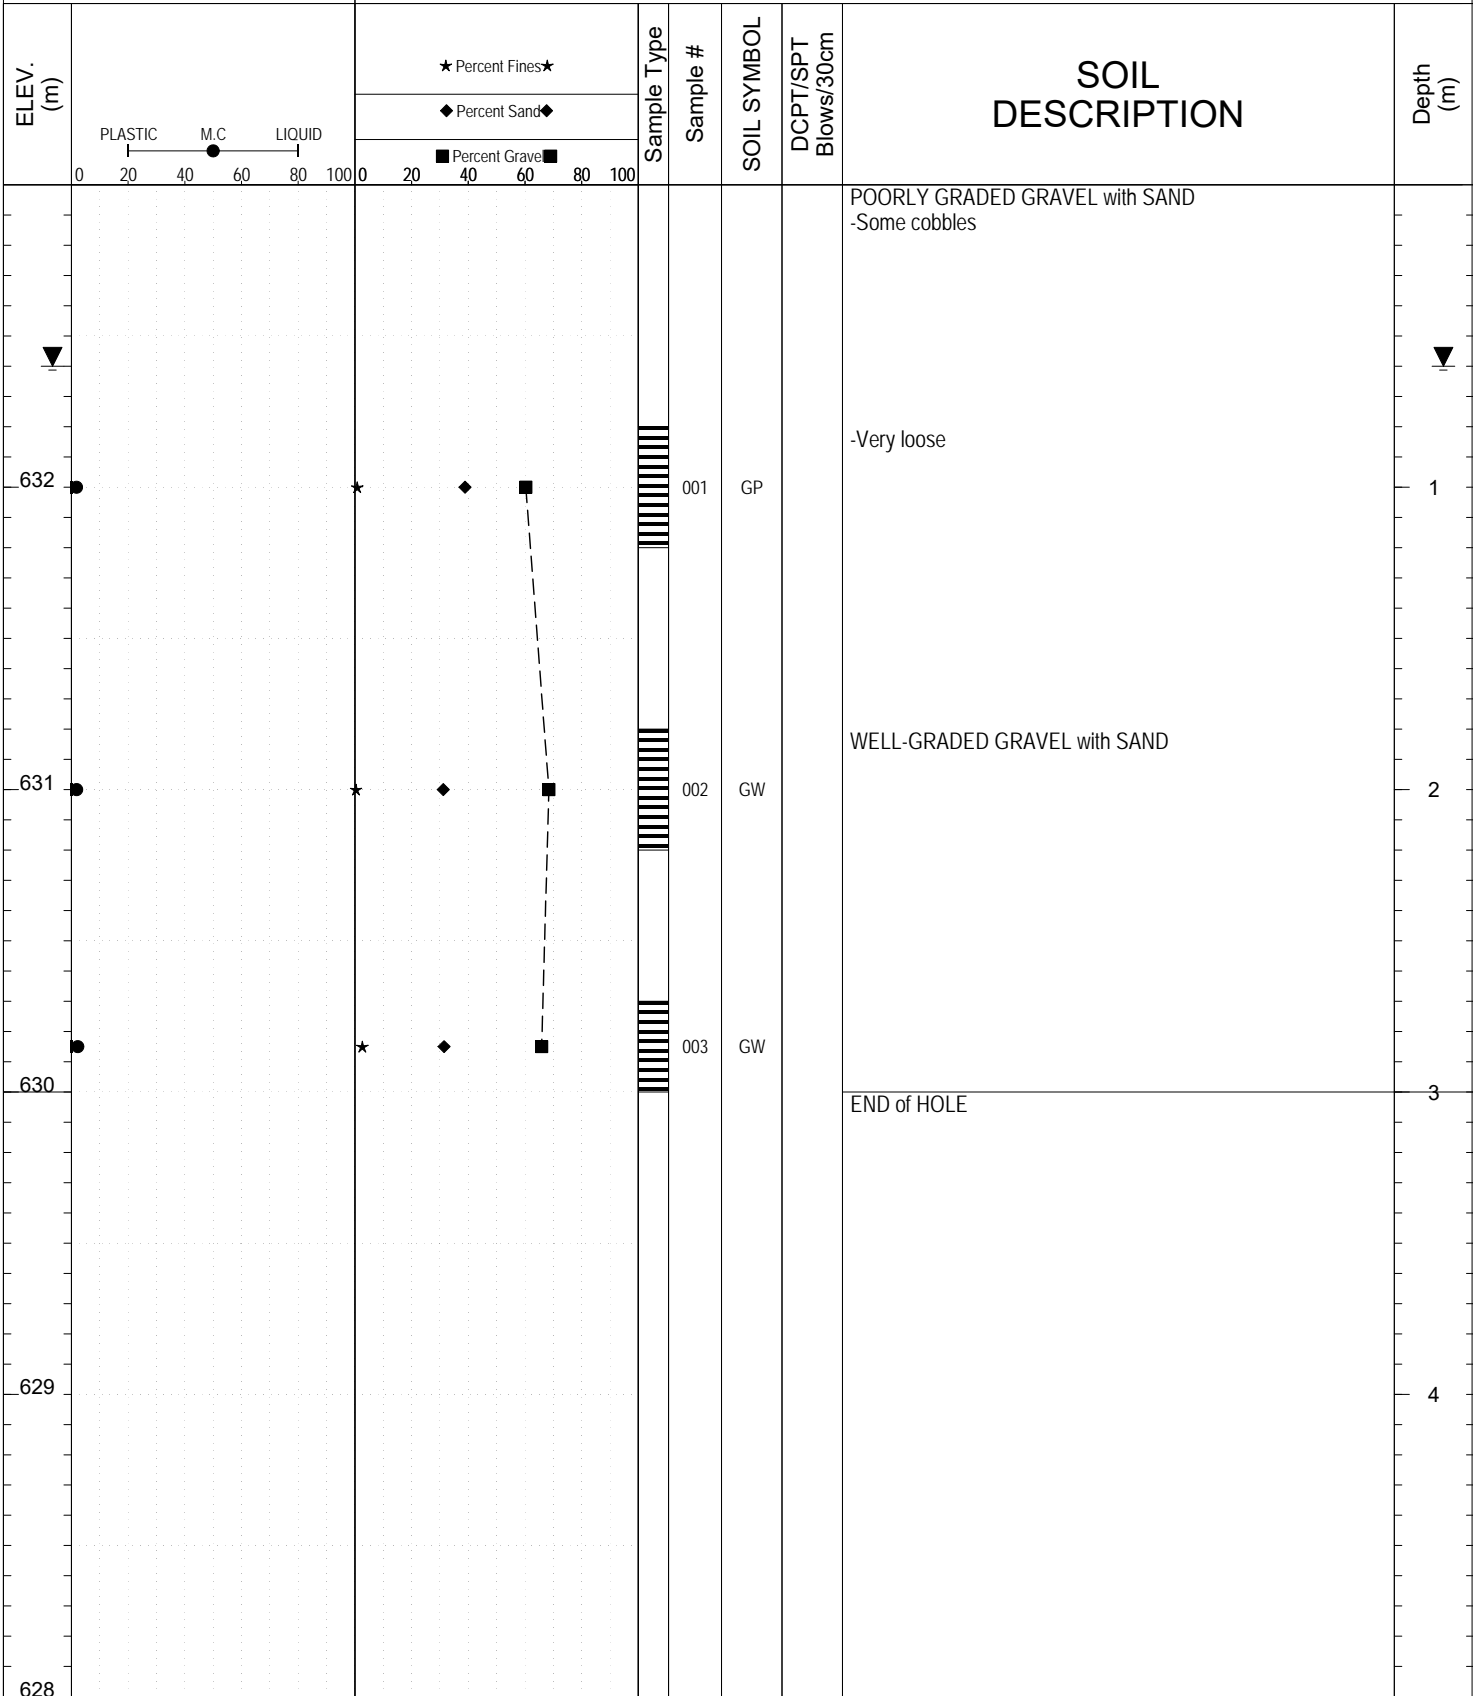 ELEV.
(m)
PLASTIC M.C LIQUID
0 20 40 60 80 100
Percent Fines
Percent Sand
Percent Gravel
0 20 40 60 80 100
Sample Type
Sample #
SOIL SYMBOL
DCPT/SPT
Blows/30cm
SOIL
DESCRIPTION
Depth
(m)
POORLY GRADED GRAVEL with SAND
-Some cobbles
-Very loose
632 001 GP 1
WELL-GRADED GRAVEL with SAND
631 002 GW 2
003 GW
630 3
END of HOLE
629 4
628